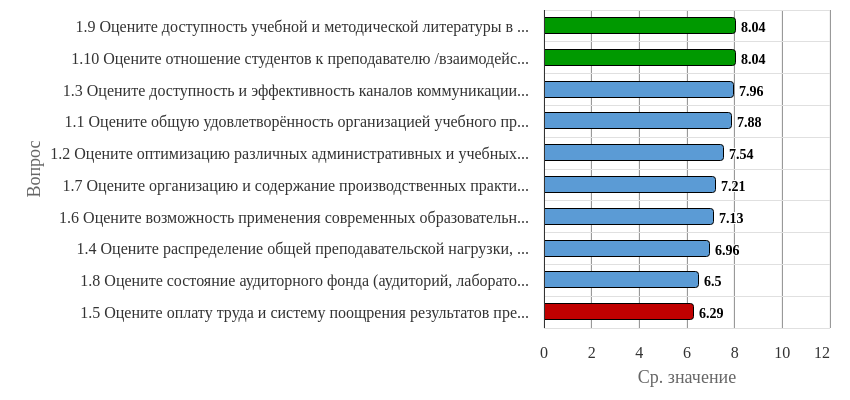 1.9 Оцените доступность учебной и методической литературы в ... 8.04
1.10 Оцените отношение студентов к преподавателю /взаимодейс... 8.04
1.3 Оцените доступность и эффективность каналов коммуникации... 7.96
1.1 Оцените общую удовлетворённость организацией учебного пр... 7.88
1.2 Оцените оптимизацию различных административных и учебных... 7.54
1.7 Оцените организацию и содержание производственных практи... 7.21
1.6 Оцените возможность применения современных образовательн... 7.13
1.4 Оцените распределение общей преподавательской нагрузки, ... 6.96
1.8 Оцените состояние аудиторного фонда (аудиторий, лаборато... 6.5
1.5 Оцените оплату труда и систему поощрения результатов пре... 6.29
Вопрос
0 2 4 6 8 10 12
Ср. значение